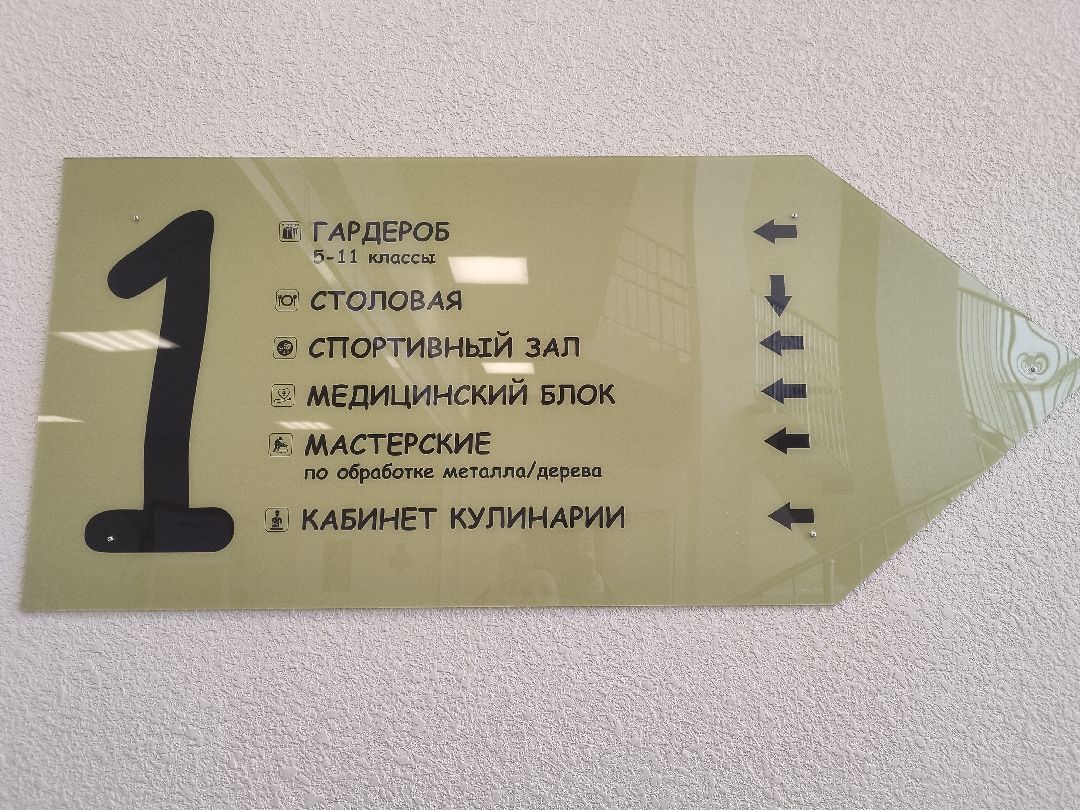 1
ГАРДЕРОБ
5-11 классы
СТОЛОВАЯ
СПОРТИВНЫЙ ЗАЛ
МЕДИЦИНСКИЙ БЛОК
МАСТЕРСКИЕ
по обработке металла/дерева
КАБИНЕТ КУЛИНАРИИ